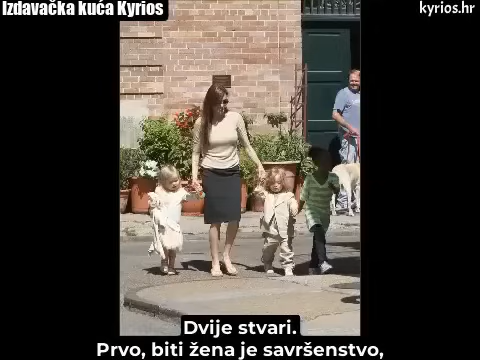 Izdavačka kuća Kyrios
kyrios.hr
Dvije stvari.
Prvo, biti žena je savršenstvo,